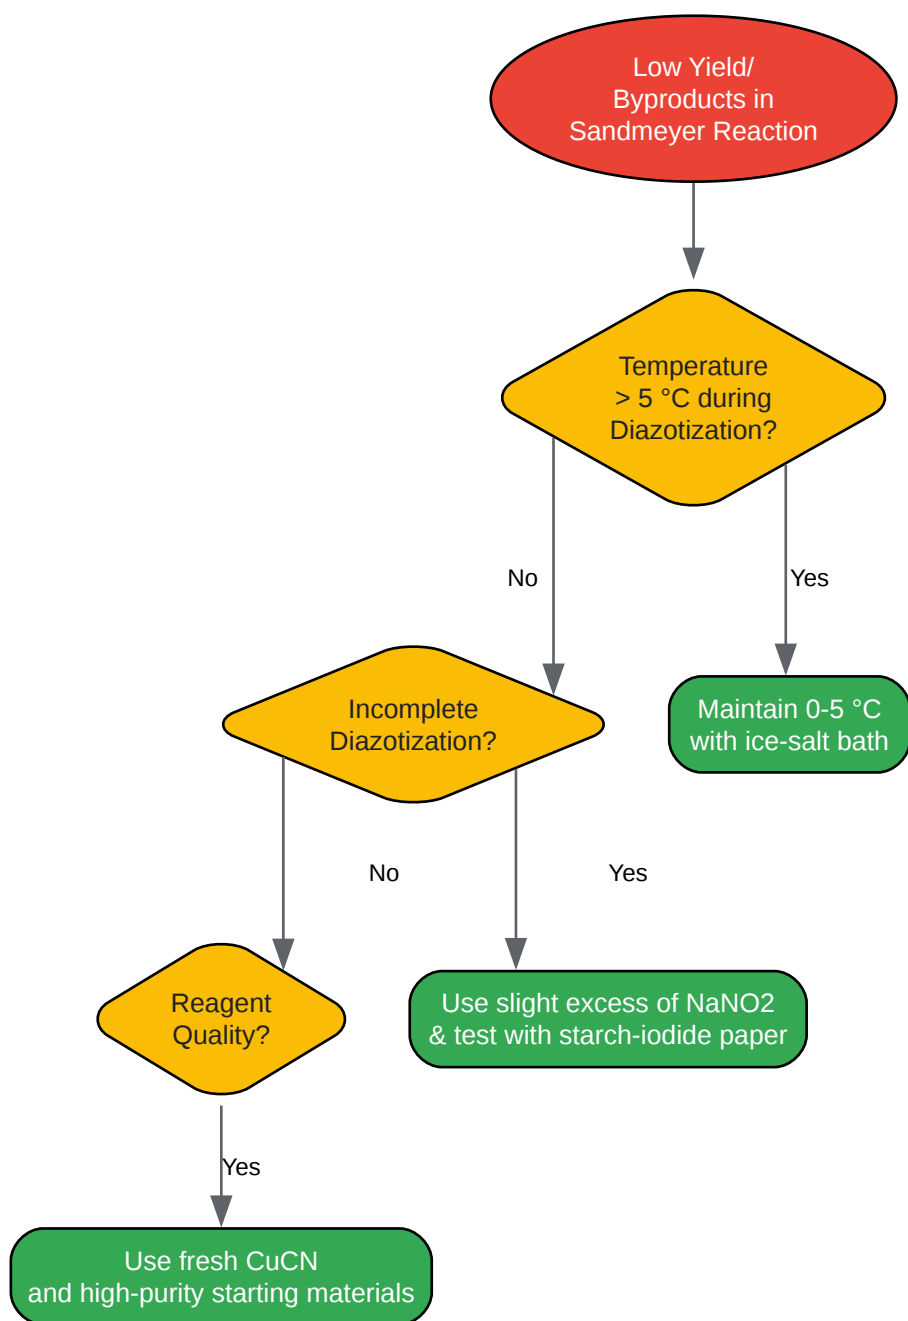 Low Yield/
Byproducts in
Sandmeyer Reaction
Temperature
> 5 °C during
Diazotization?
No
Yes
Incomplete
Diazotization?
Maintain 0-5 °C
with ice-salt bath
No
Yes
Reagent
Quality?
Use slight excess of NaNO2
& test with starch-iodide paper
Yes
Use fresh CuCN
and high-purity starting materials